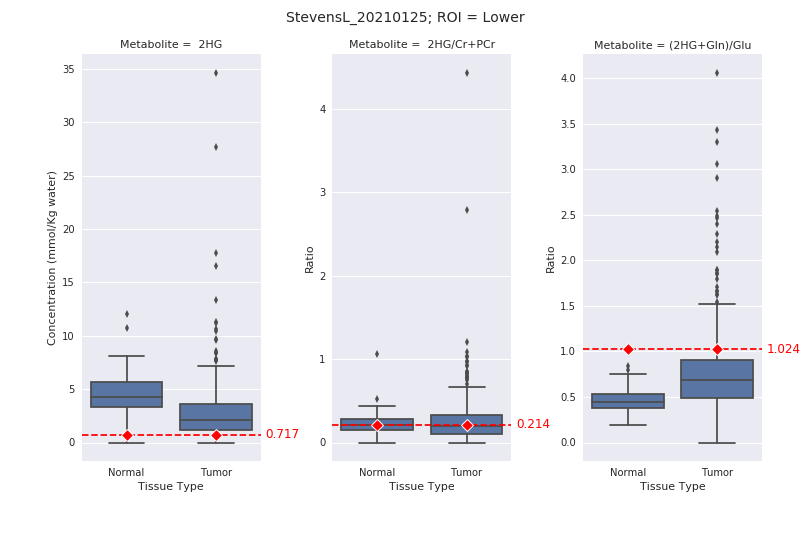 StevensL_20210125; ROI = Lower
Metabolite =  2HG
Metabolite =  2HG/Cr+PCr
Metabolite = (2HG+Gln)/Glu
Concentration (mmol/Kg water)
35
30
25
20
15
10
5
0
0.717
Normal
Tumor
Tissue Type
Ratio
4
3
2
1
0
0.214
Normal
Tumor
Tissue Type
Ratio
4.0
3.5
3.0
2.5
2.0
1.5
1.0
0.5
0.0
1.024
Normal
Tumor
Tissue Type